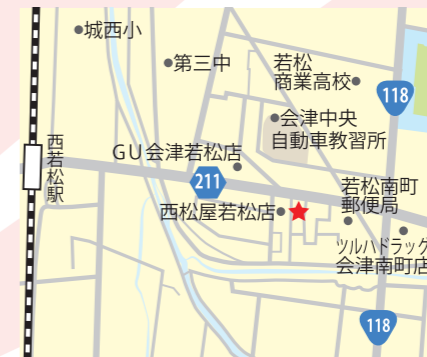 城西小
第三中
若松
商業高校
118
会津中央
自動車教習所
西若松駅
GU会津若松店
211
若松南町
郵便局
西松屋若松店
ツルハドラッグ
会津南町店
118